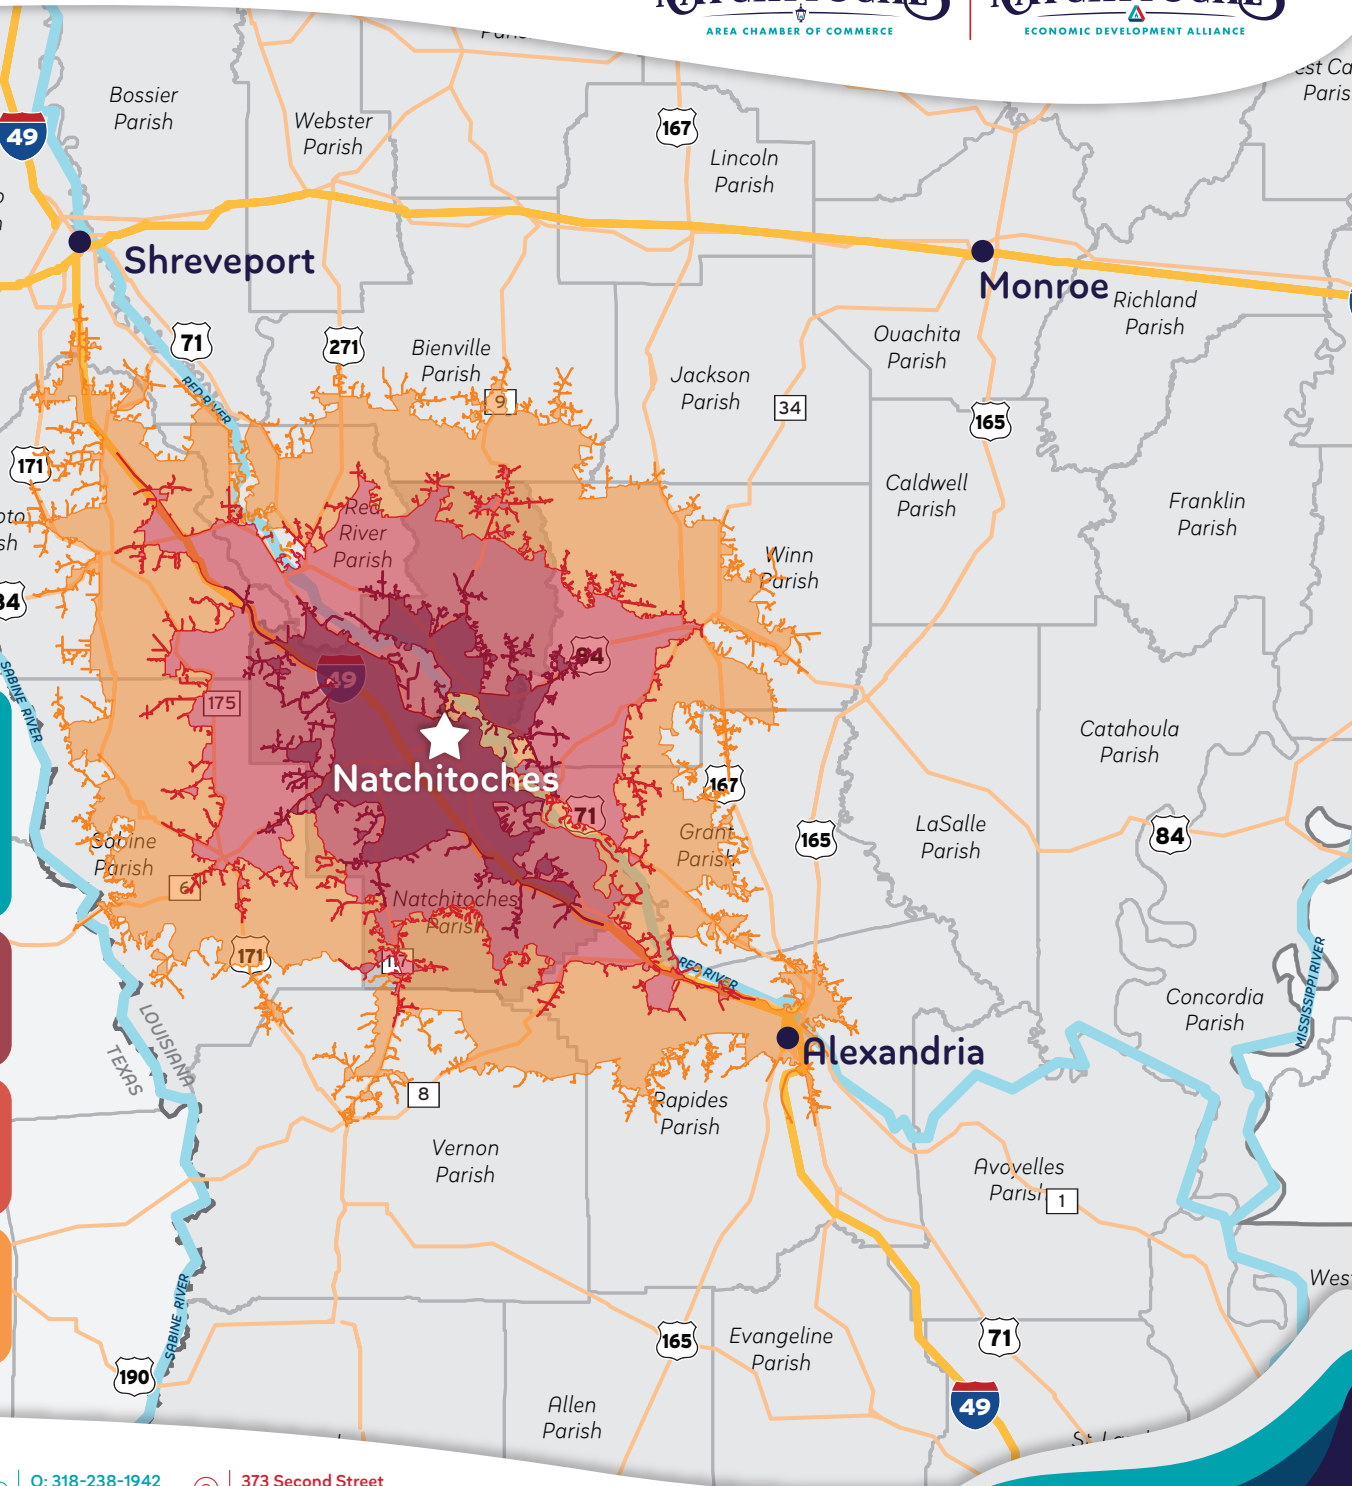 AREA CHAMBER OF COMMERCE
ECONOMIC DEVELOPMENT ALLIANCE
Bossier
Parish
Webster
Parish
49
167
Lincoln
Parish
Shreveport
Monroe
Richland
Parish
71
271
Bienville
Parish
Ouachita
Parish
RED RIVER
9
Jackson
Parish
34
165
171
Caldwell
Parish
Franklin
Parish
Red
River
Parish
Winn
Parish
84
49
175
SABINE RIVER
Natchitoches
Catahoula
Parish
167
71
Sabine
Parish
Grant
Parish
165
LaSalle
Parish
84
6
Natchitoches
Parish
171
117
RED RIVER
MISSISSIPPI RIVER
Concordia
Parish
LOUISIANA
TEXAS
Alexandria
8
Rapides
Parish
Vernon
Parish
Avoyelles
Parish
1
West
SABINE RIVER
190
165
Evangeline
Parish
71
49
Allen
Parish
O: 318-238-1942
373 Second Street